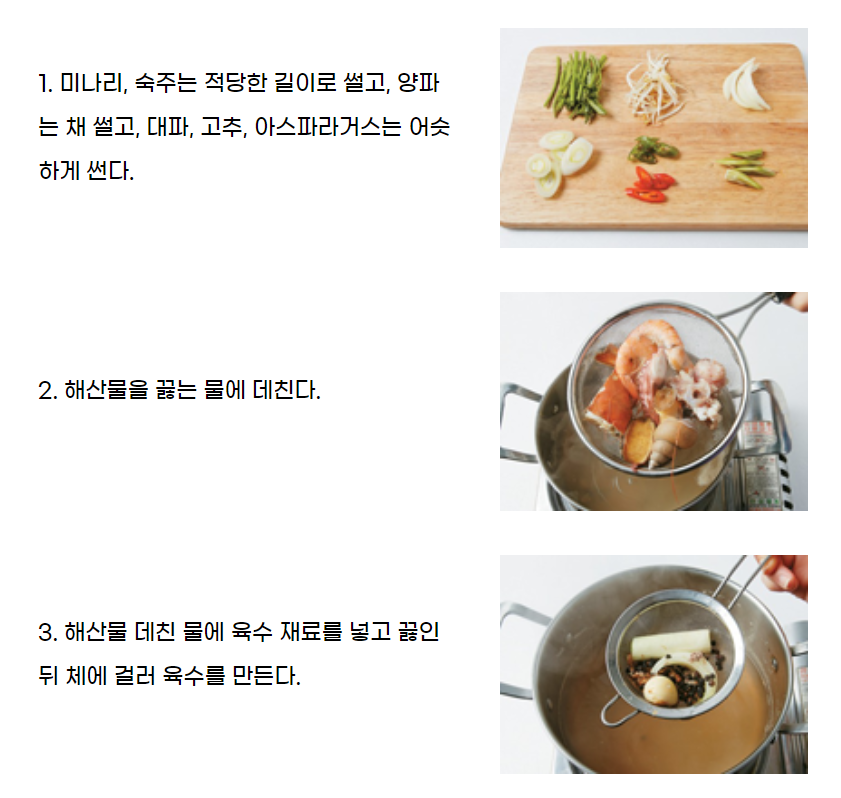 1. 미나리, 숙주는 적당한 길이로 썰고, 양파
는 채 썰고, 대파, 고추, 아스파라거스는 어슷
하게 썬다.
2. 해산물을 끓는 물에 데친다.
3. 해산물 데친 물에 육수 재료를 넣고 끓인
뒤 체에 걸러 육수를 만든다.